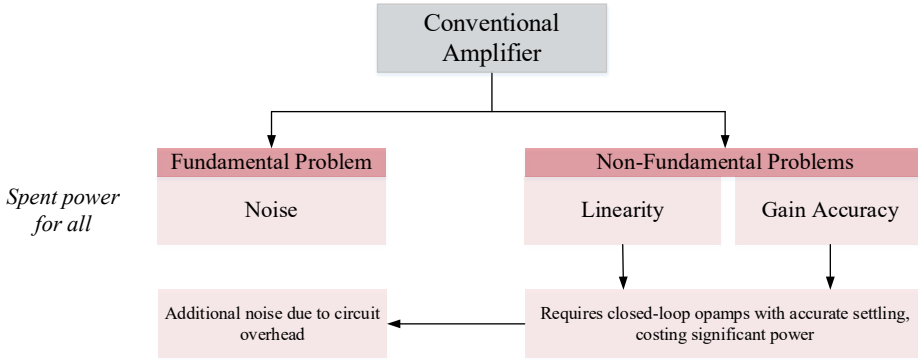 Conventional
Amplifier
Fundamental Problem
Non-Fundamental Problems
Spent power
for all
Noise
Linearity
Gain Accuracy
Additional noise due to circuit
overhead
Requires closed-loop opamps with accurate settling,
costing significant power